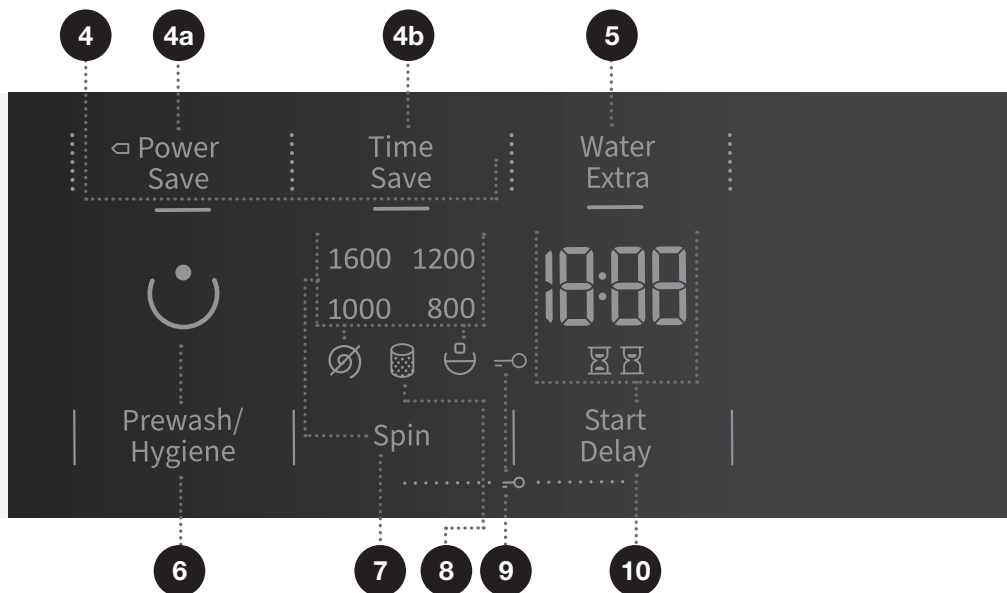 4 4a 4b 5
Power Save
Time Save
Water Extra
1600 1200
1000 800
18:88
Prewash/
Hygiene
Spin
Start
Delay
6 7 8 9 10